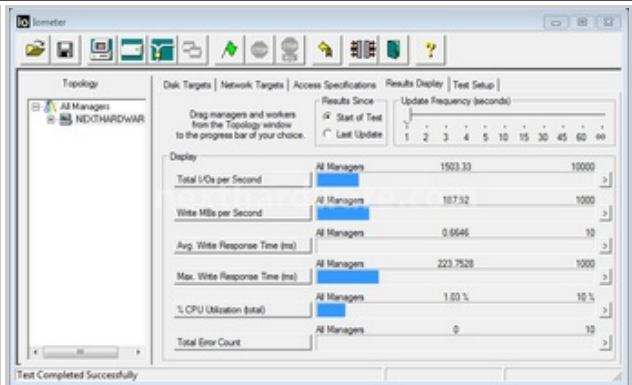 Iometer
Topology
All Managers
NEXTHARDWAR
Disk Targets
Network Targets
Access Specifications
Results Display
Test Setup
Drag managers and workers
from the Topology window
to the progress bar of your choice.
Results Since
Start of Test
Last Update
Update Frequency (seconds)
1 2 3 4 5 10 15 30 45 60 ∞
Display
All Managers 1503.33 10000
Total I/Os per Second
All Managers 187.92 1000
Write MBs per Second
All Managers 0.6646 10
Avg. Write Response Time (ms)
All Managers 223.7528 1000
Max. Write Response Time (ms)
All Managers 1.03 % 10 %
% CPU Utilization (total)
All Managers 0 10
Total Error Count
Test Completed Successfully